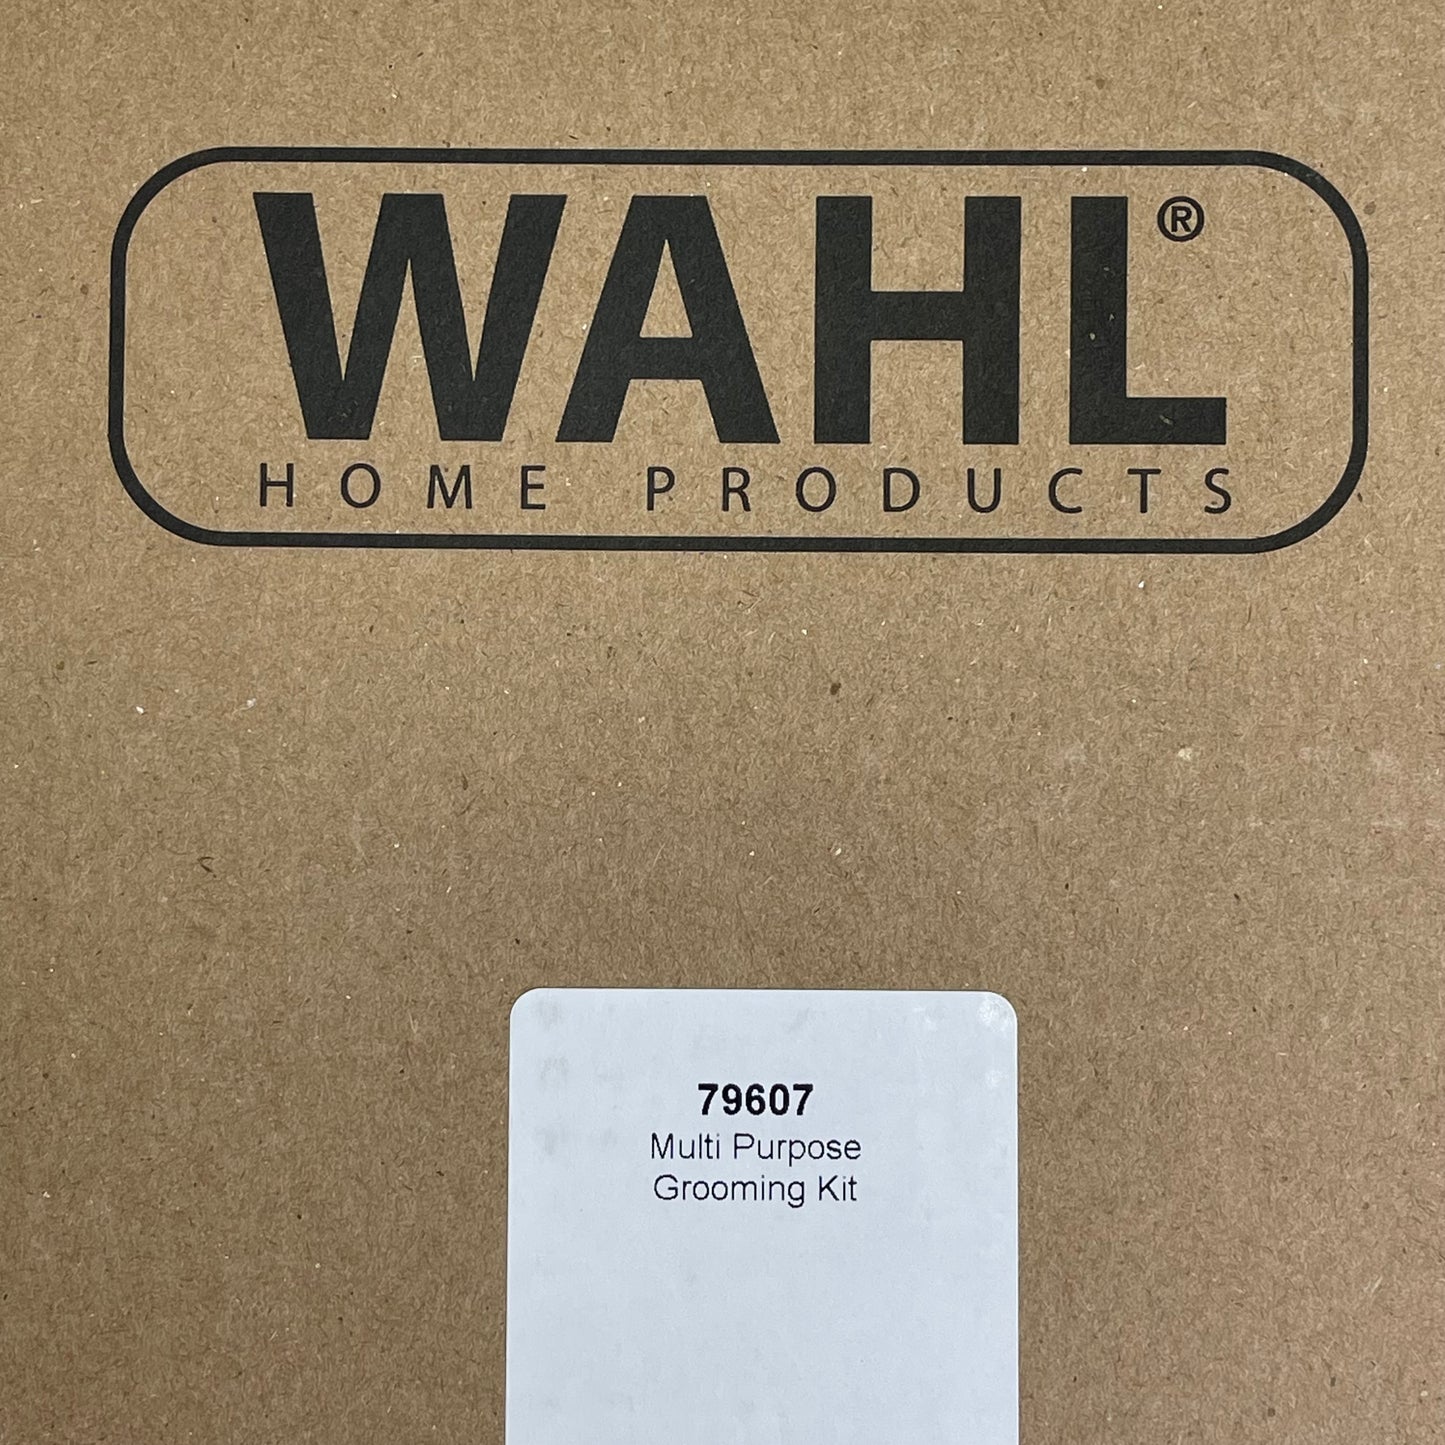 WAHL®
HOME PRODUCTS
79607
Multi Purpose
Grooming Kit